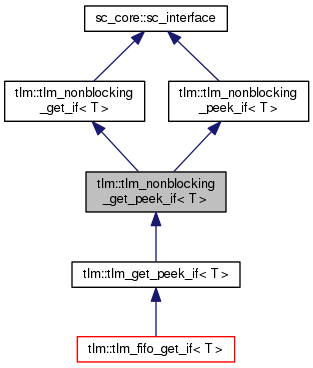 sc_core::sc_interface
tlm::tlm_nonblocking
_get_if< T >
tlm::tlm_nonblocking
_peek_if< T >
tlm::tlm_nonblocking
_get_peek_if< T >
tlm::tlm_get_peek_if< T >
tlm::tlm_fifo_get_if< T >